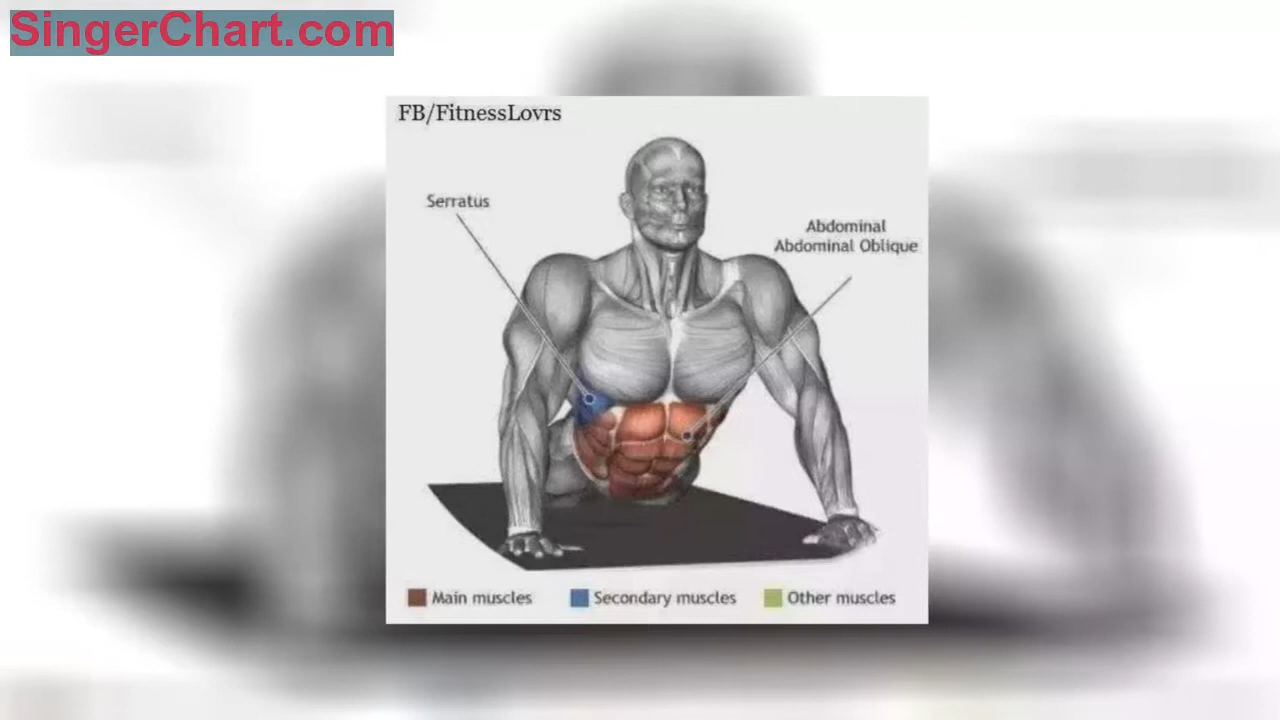 SingerChart.com
FB/FitnessLovrs
Serratus
Abdominal
Abdominal Oblique
Main muscles
Secondary muscles
Other muscles